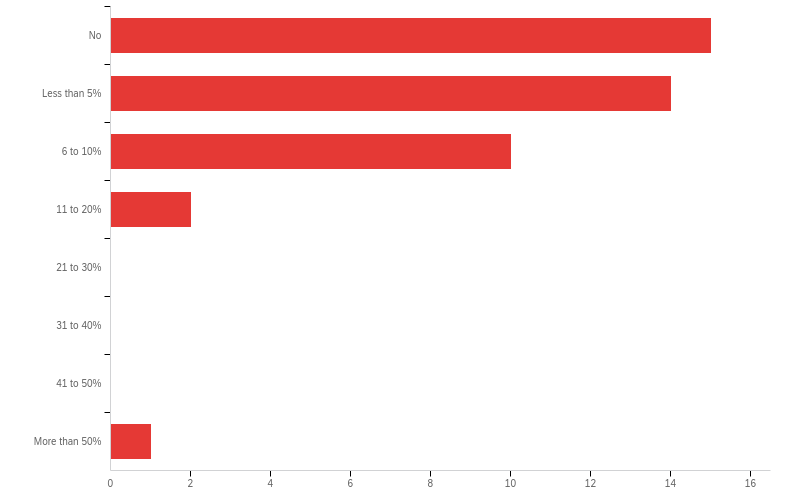 No
Less than 5%
6 to 10%
11 to 20%
21 to 30%
31 to 40%
41 to 50%
More than 50%
0 2 4 6 8 10 12 14 16